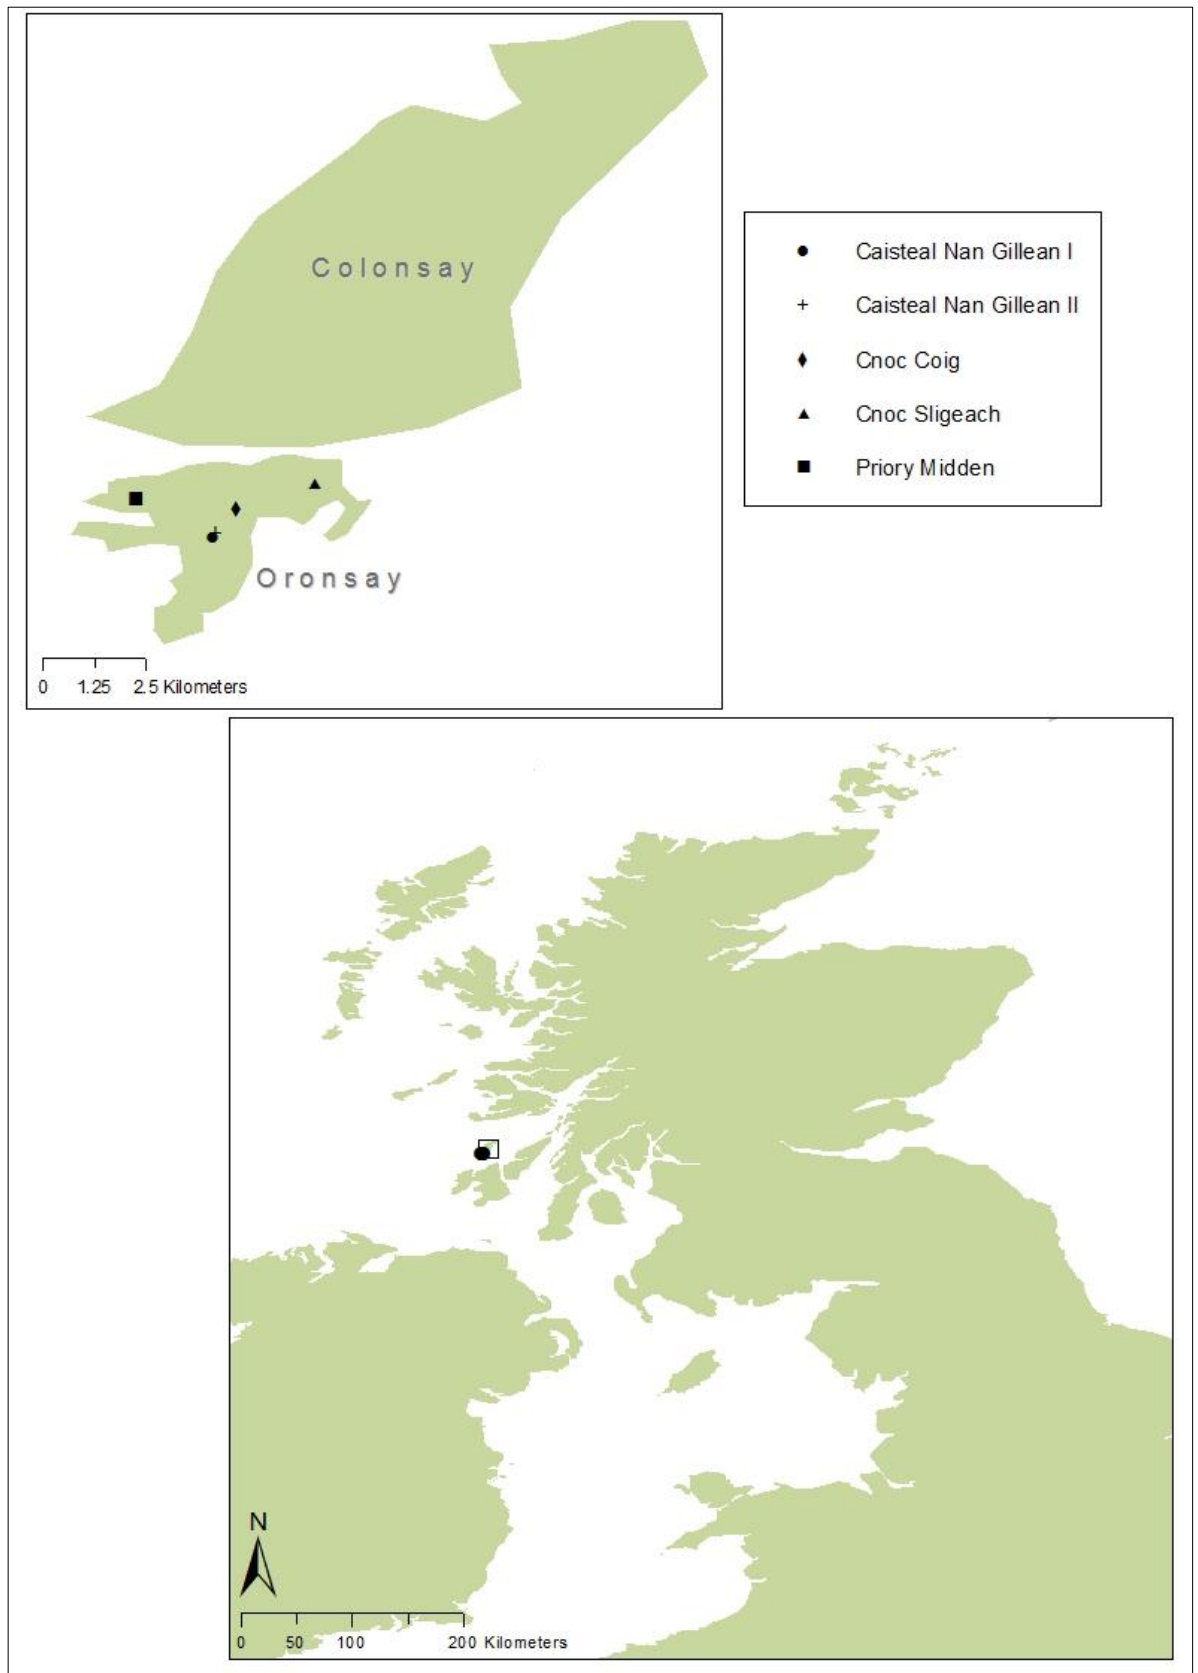 Colonsay
Oronsay
0 1.25 2.5 Kilometers
Caisteal Nan Gillean I
Caisteal Nan Gillean II
Cnoc Coig
Cnoc Sligeach
Priory Midden
N
0 50 100 200 Kilometers